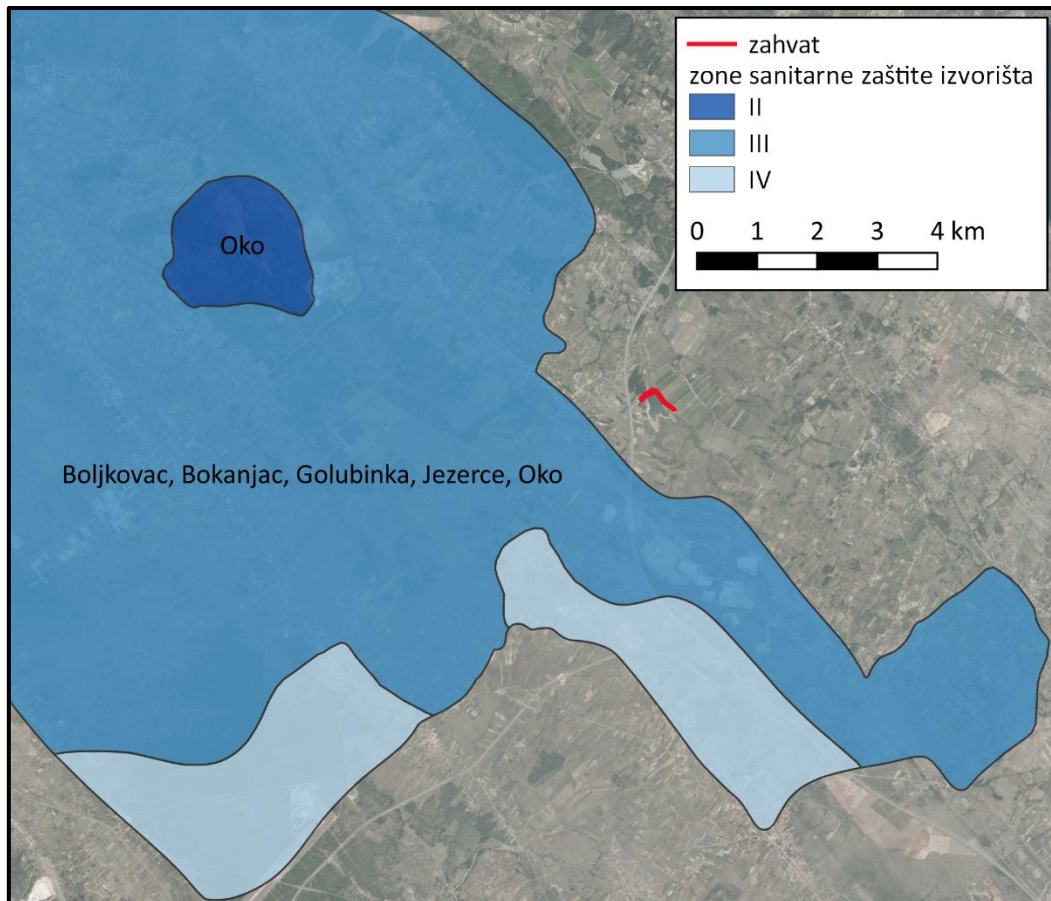 GEOPORTAL
zahvat
zone sanitarne zaštite izvorišta
II
III
IV
0 1 2 3 4 km
Oko
Boljkovac, Bokanjac, Golubinka, Jezerce, Oko